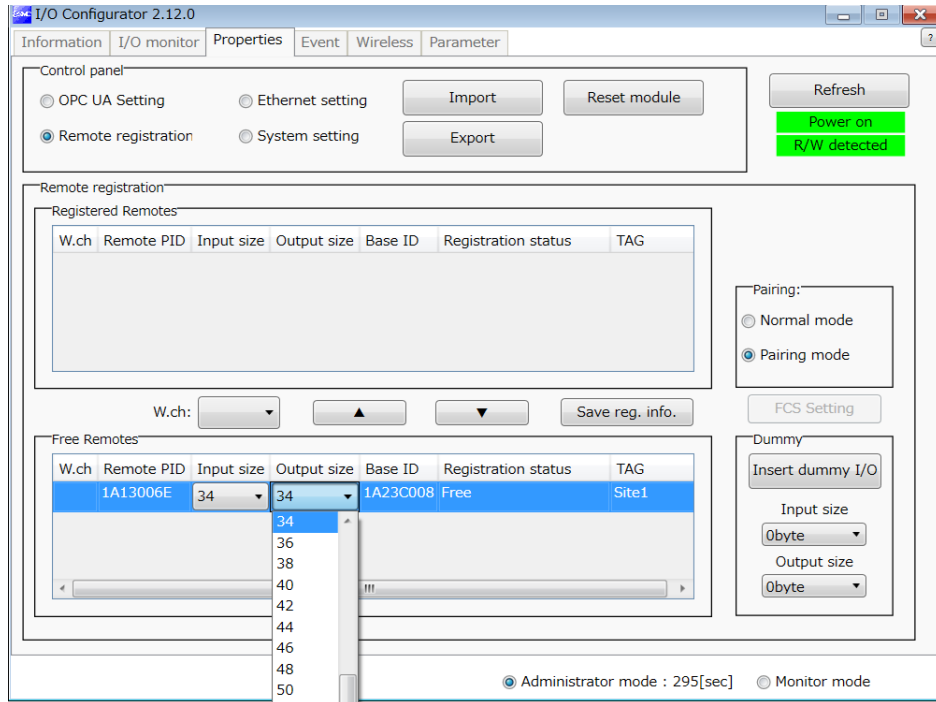 I/O Configurator 2.12.0
Information I/O monitor Properties Event Wireless Parameter
?
Control panel
OPC UA Setting Ethernet setting Import Reset module Refresh
Power on
Remote registration System setting Export R/W detected
Remote registration
Registered Remotes
W.ch Remote PID Input size Output size Base ID Registration status TAG
Pairing:
Normal mode
Pairing mode
W.ch: ▲ ▼ Save reg. info. FCS Setting
Free Remotes Dummy
W.ch Remote PID Input size Output size Base ID Registration status TAG Insert dummy I/O
1A13006E 34 34 1A23C008 Free Site1
34
Input size
36
0byte
38
Output size
40
0byte
42
44
46
48
Administrator mode : 295[sec] Monitor mode
50